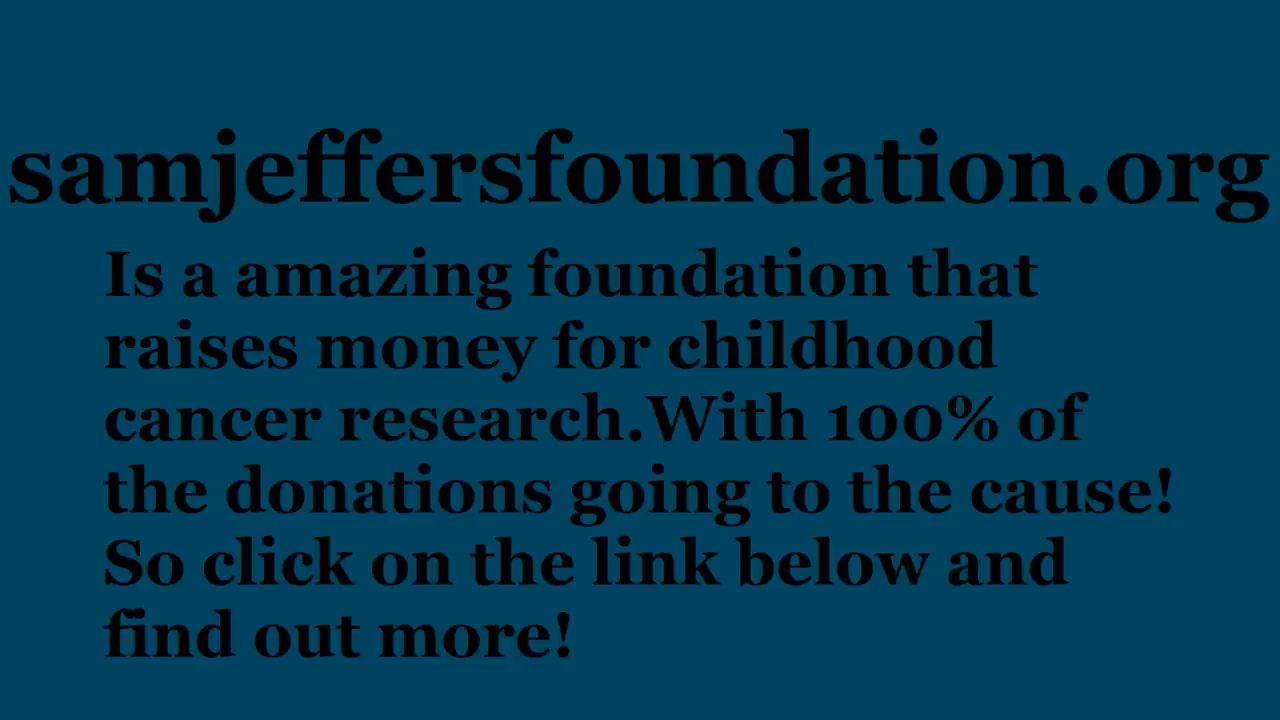 samjeffersfoundation.org
Is a amazing foundation that
raises money for childhood
cancer research.With 100% of
the donations going to the cause!
So click on the link below and
find out more!